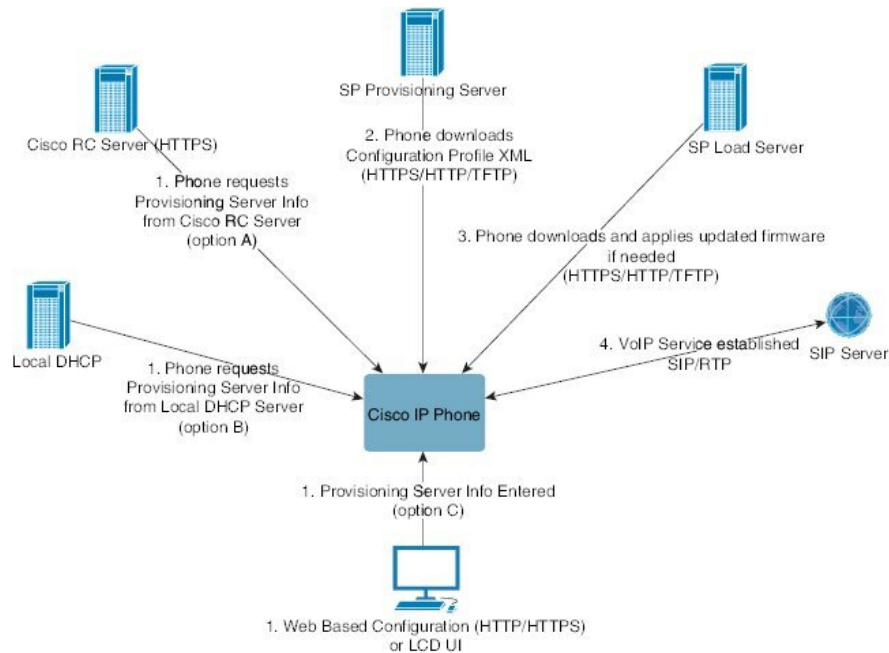 SP Provisioning Server
Cisco RC Server (HTTPS)
SP Load Server
2. Phone downloads
Configuration Profile XML
(HTTPS/HTTP/TFTP)
1. Phone requests
Provisioning Server Info
from Cisco RC Server
(option A)
3. Phone downloads and applies updated firmware
if needed
(HTTPS/HTTP/TFTP)
Local DHCP
1. Phone requests
Provisioning Server Info
from Local DHCP Server
(option B)
4. VoIP Service established
SIP/RTP
SIP Server
Cisco IP Phone
1. Provisioning Server Info Entered
(option C)
1. Web Based Configuration (HTTP/HTTPS)
or LCD UI